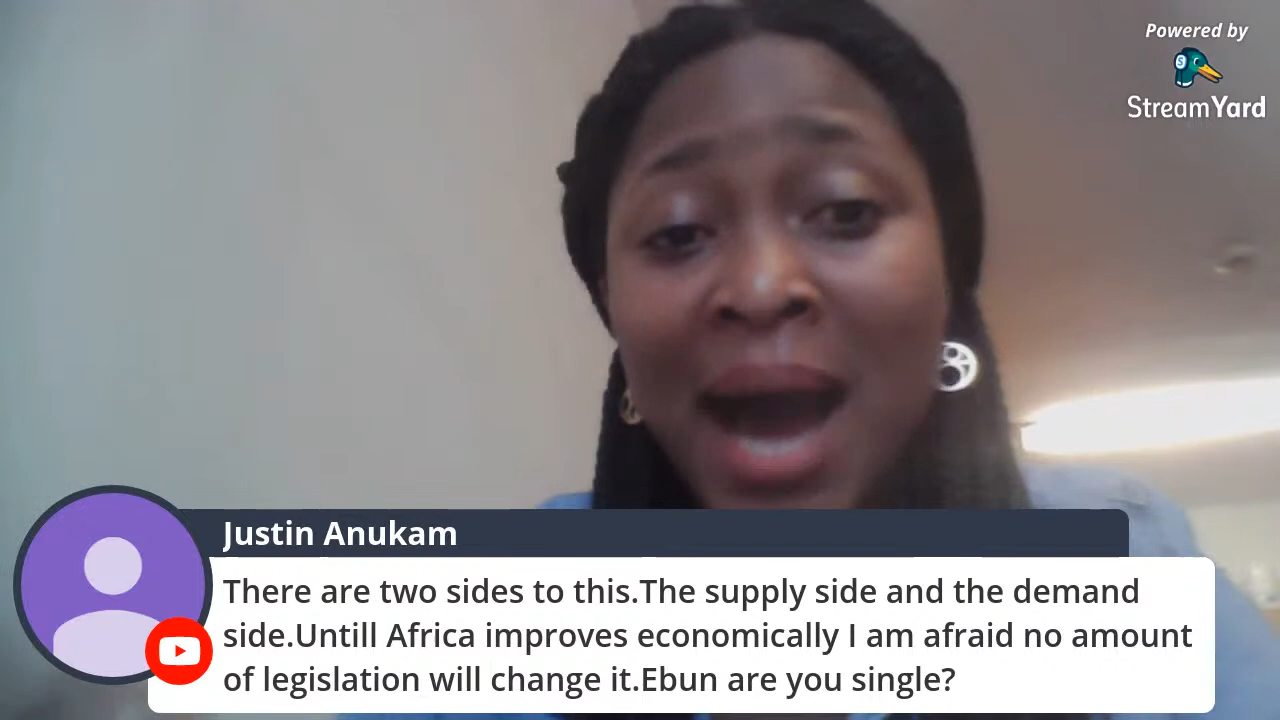 Powered by
StreamYard
Justin Anukam
There are two sides to this.The supply side and the demand
side.Untill Africa improves economically I am afraid no amount
of legislation will change it.Ebun are you single?